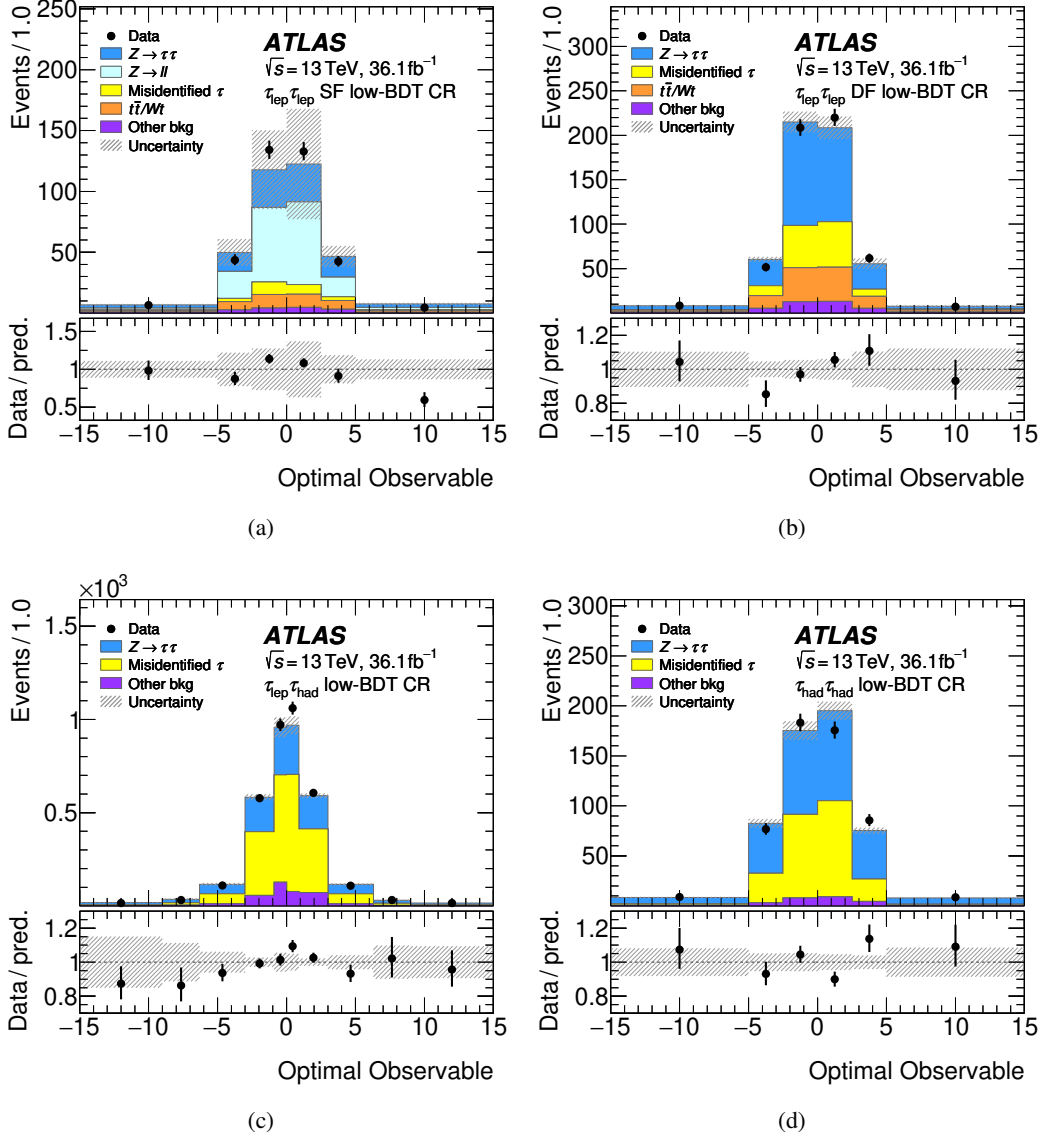 250
200
150
100
50
Events / 1.0
Data
Z → ττ
Z → ll
Misidentified τ
tt̄/Wt
Other bkg
Uncertainty
ATLAS
√s = 13 TeV, 36.1 fb⁻¹
τlep τlep SF low-BDT CR
1.5
1
0.5
Data / pred.
−15 −10 −5 0 5 10 15
Optimal Observable
(a)
300
250
200
150
100
50
Events / 1.0
Data
Z → ττ
Misidentified τ
tt̄/Wt
Other bkg
Uncertainty
ATLAS
√s = 13 TeV, 36.1 fb⁻¹
τlep τlep DF low-BDT CR
1.2
1
0.8
Data / pred.
−15 −10 −5 0 5 10 15
Optimal Observable
(b)
×10³
1.5
1
0.5
Events / 1.0
Data
Z → ττ
Misidentified τ
Other bkg
Uncertainty
ATLAS
√s = 13 TeV, 36.1 fb⁻¹
τlep τhad low-BDT CR
1.2
1
0.8
Data / pred.
−15 −10 −5 0 5 10 15
Optimal Observable
(c)
300
250
200
150
100
50
Events / 1.0
Data
Z → ττ
Misidentified τ
Other bkg
Uncertainty
ATLAS
√s = 13 TeV, 36.1 fb⁻¹
τhad τhad low-BDT CR
1.2
1
0.8
Data / pred.
−15 −10 −5 0 5 10 15
Optimal Observable
(d)